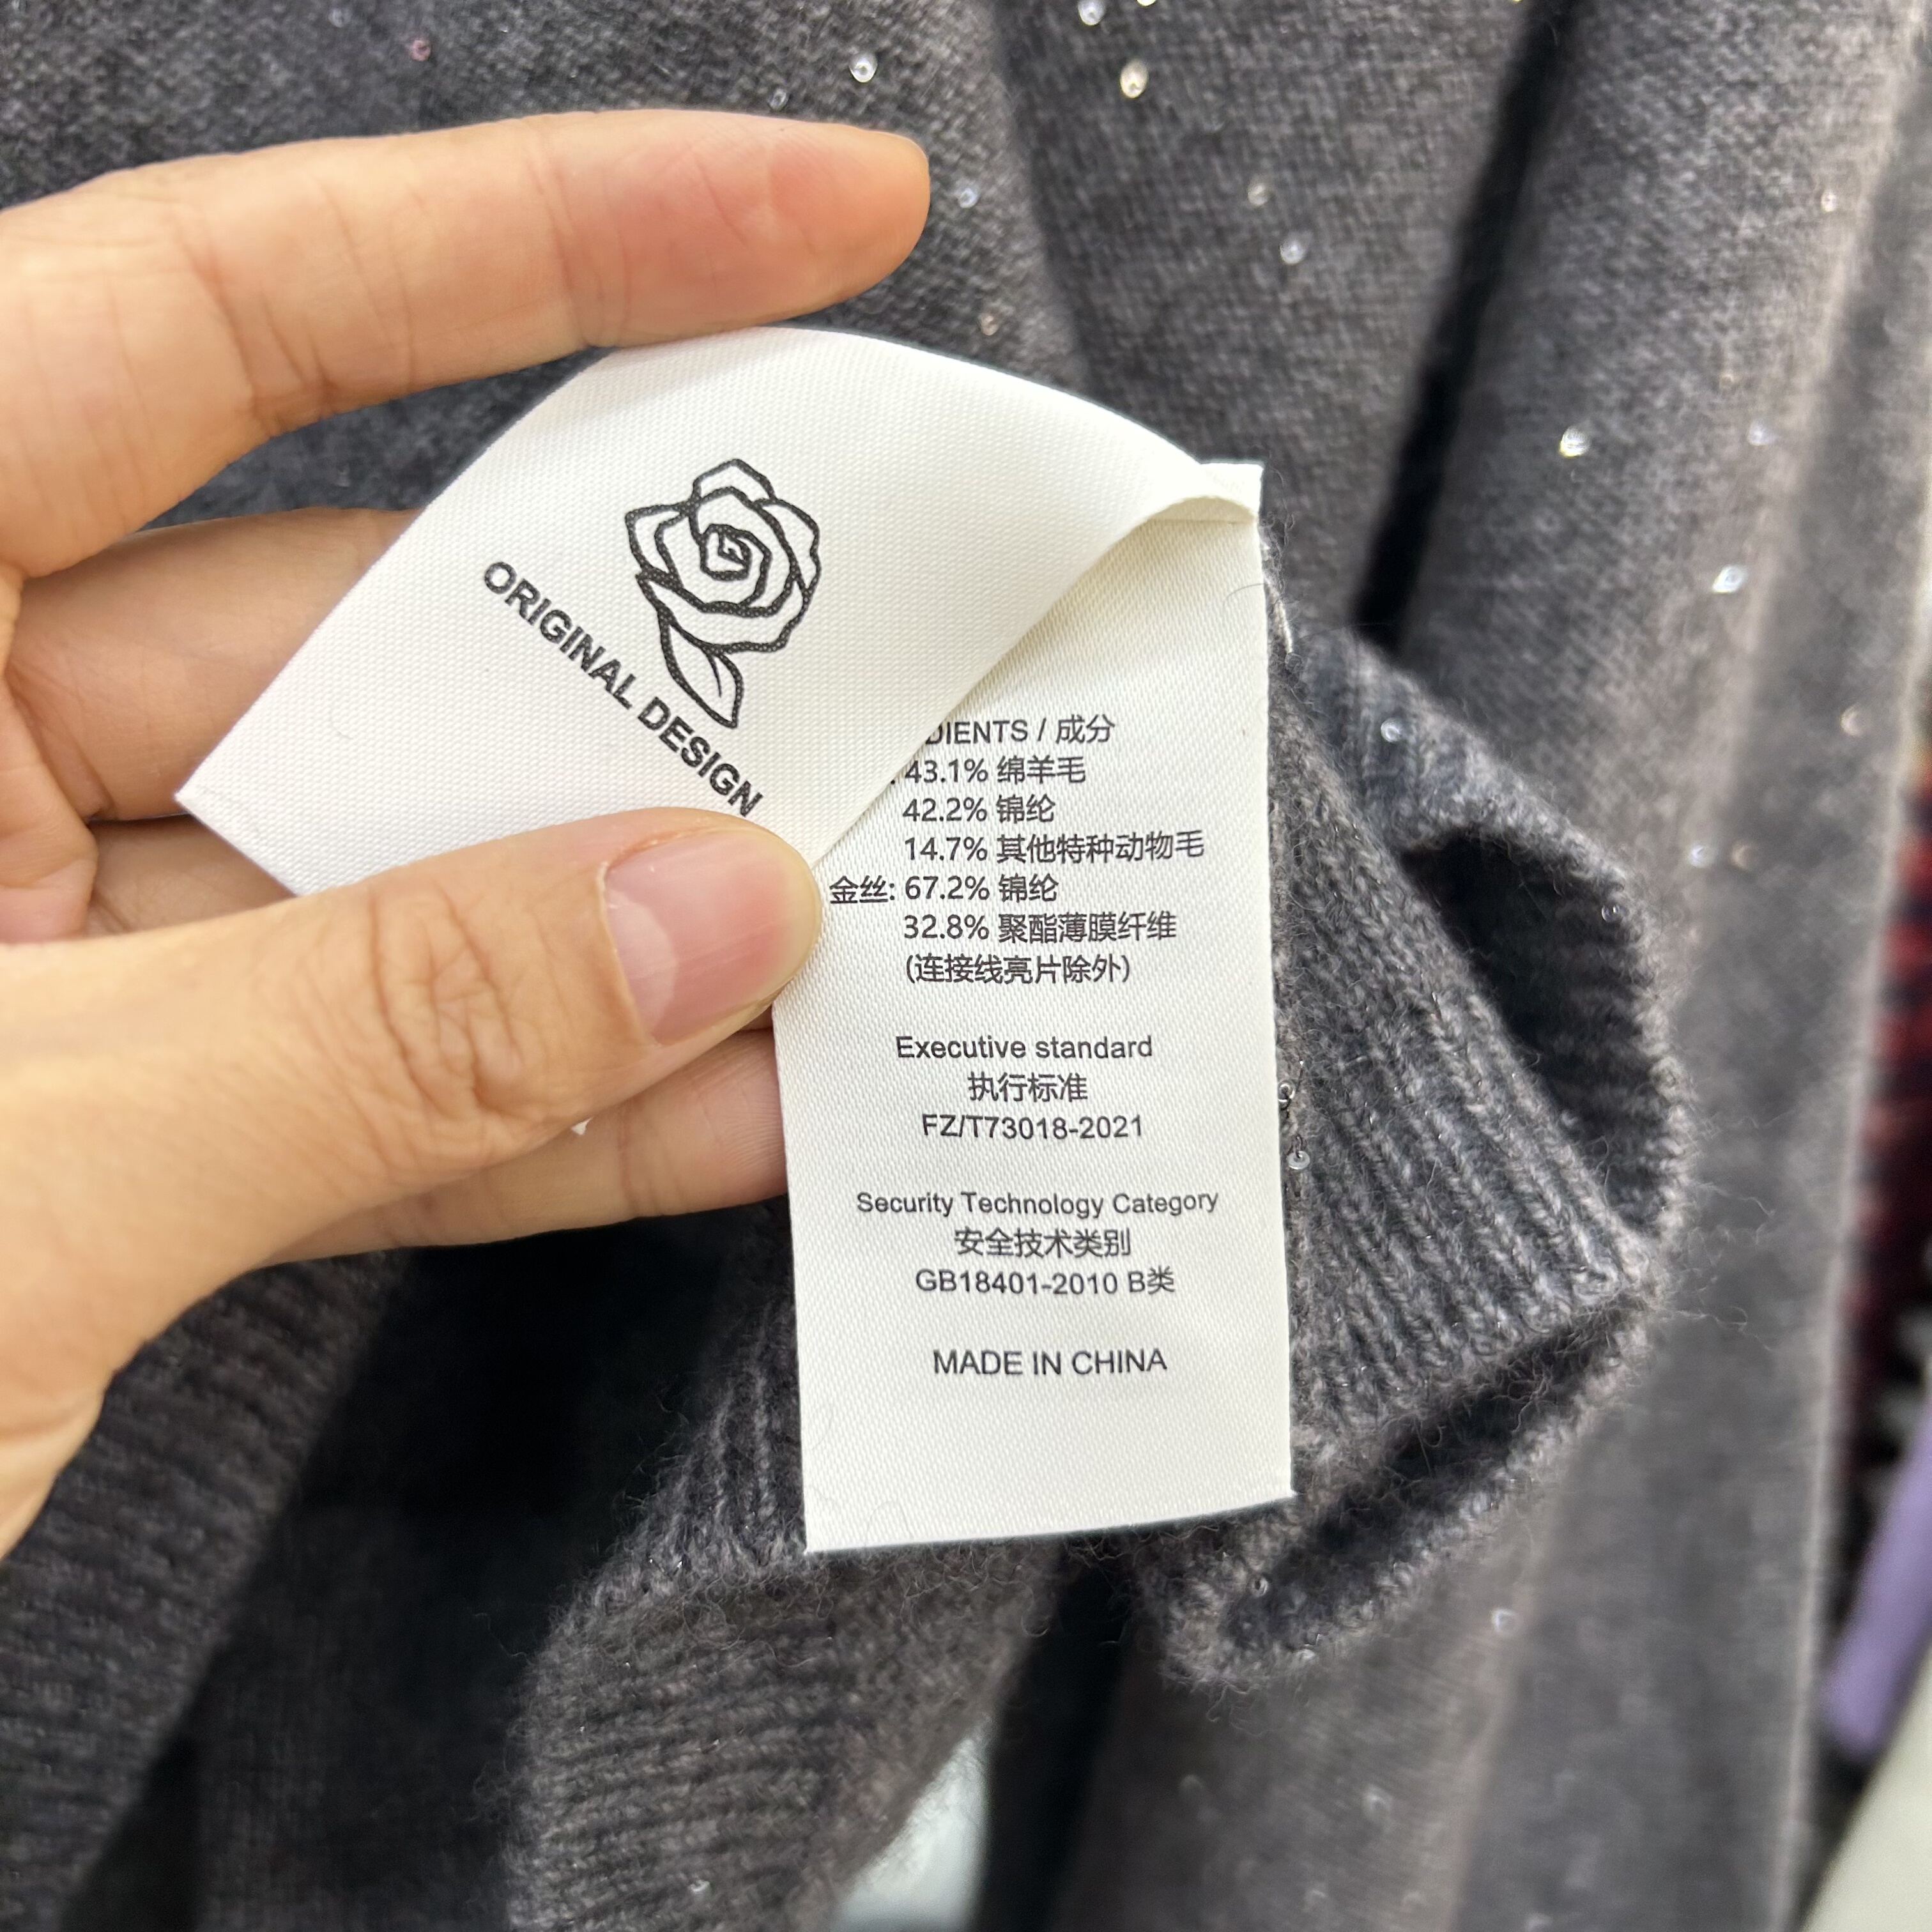 ORIGINAL DESIGN
DIENTS / 成分
: 43.1% 绵羊毛
42.2% 锦纶
14.7% 其他特种动物毛
金丝: 67.2% 锦纶
32.8% 聚酯薄膜纤维
(连接线亮片除外)
Executive standard
执行标准
FZ/T73018-2021
Security Technology Category
安全技术类别
GB18401-2010 B类
MADE IN CHINA